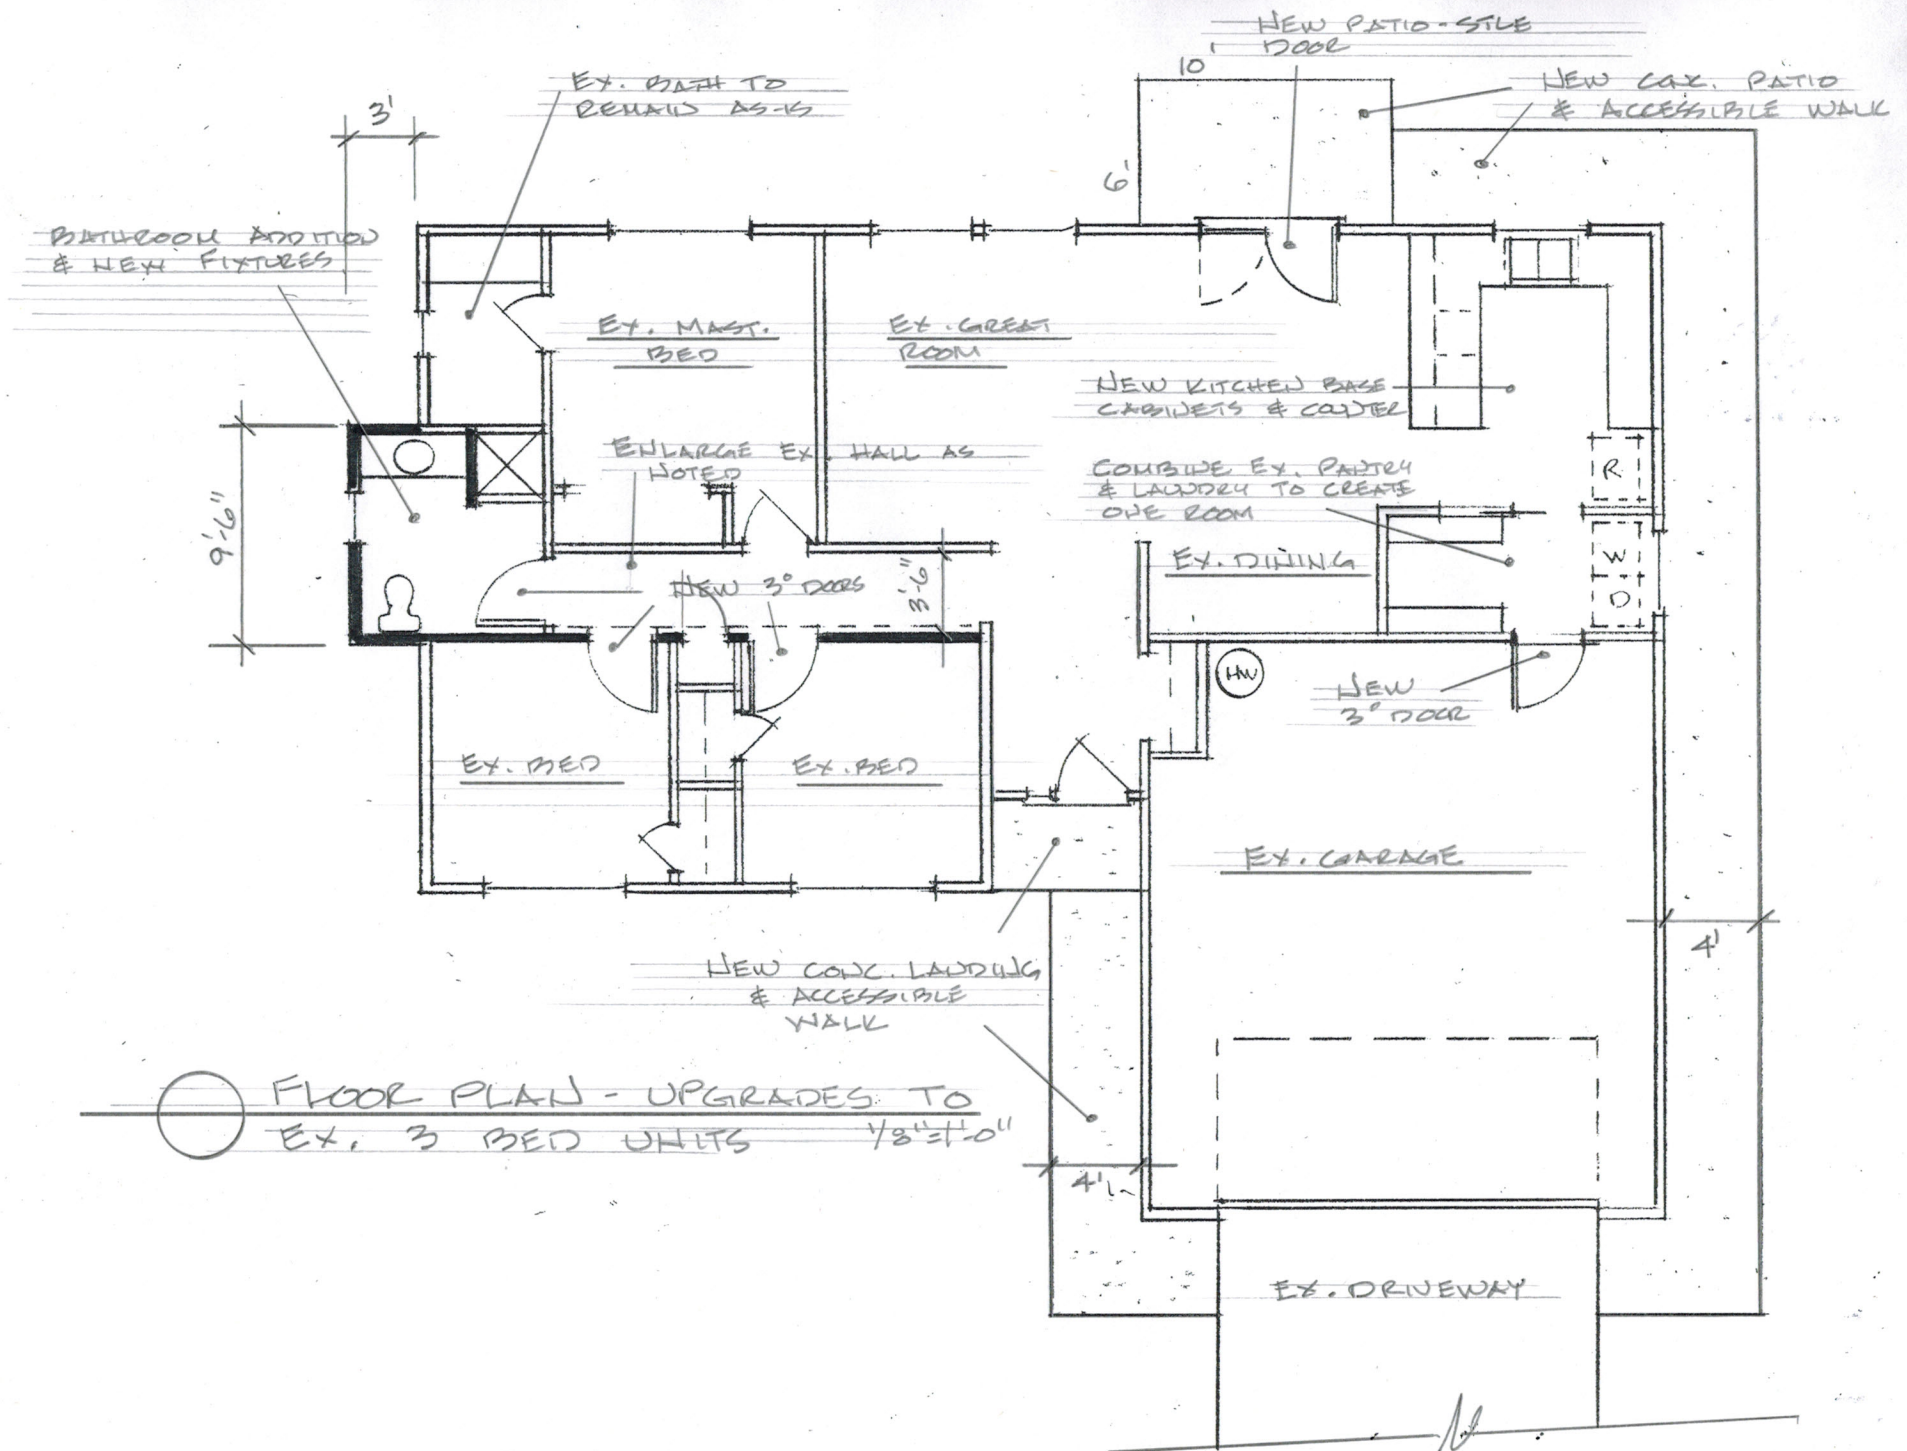 NEW PATIO-STLE
DOOR
10'
NEW CONC. PATIO
& ACCESSIBLE WALK
EX. BATH TO
REMAIN AS-IS
3'
6'
BATHROOM ADDITION
& NEW FIXTURES
EX. MAST.
BED
EX. GREAT
ROOM
NEW KITCHEN BASE
CABINETS & COUNTER
ENLARGE EX. HALL AS
NOTED
COMBINE EX. PANTRY
& LAUNDRY TO CREATE
ONE ROOM
R
9'-6"
EX. DINING
W
D
NEW 3° DOORS
3'-6"
HW
NEW
3° DOOR
EX. BED
EX. BED
EX. GARAGE
4'
NEW CONC. LANDING
& ACCESSIBLE
WALK
FLOOR PLAN - UPGRADES TO
EX. 3 BED UNITS 1/8"=1'-0"
4'
EX. DRIVEWAY